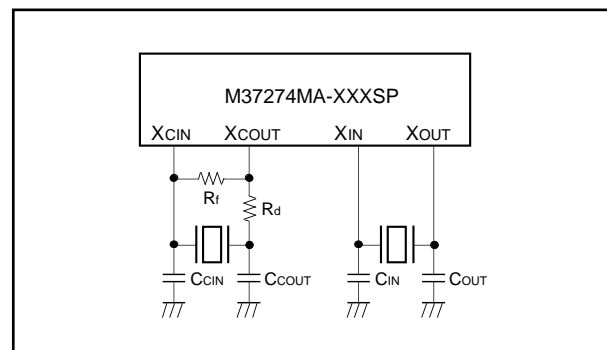 M37274MA-XXXSP
XCIN XCOUT XIN XOUT
Rf
Rd
CCIN CCOUT CIN COUT